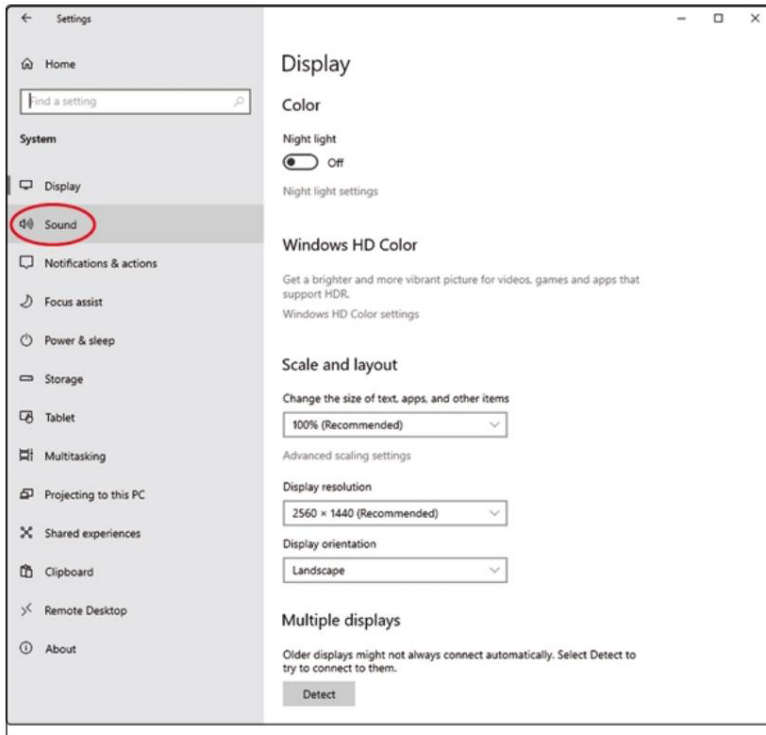 Settings
Home
Find a setting
System
Display
Sound
Notifications & actions
Focus assist
Power & sleep
Storage
Tablet
Multitasking
Projecting to this PC
Shared experiences
Clipboard
Remote Desktop
About
Display
Color
Night light
Off
Night light settings
Windows HD Color
Get a brighter and more vibrant picture for videos, games and apps that
support HDR.
Windows HD Color settings
Scale and layout
Change the size of text, apps, and other items
100% (Recommended)
Advanced scaling settings
Display resolution
2560 × 1440 (Recommended)
Display orientation
Landscape
Multiple displays
Older displays might not always connect automatically. Select Detect to
try to connect to them.
Detect